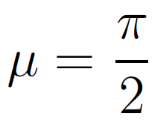 μ = π/2